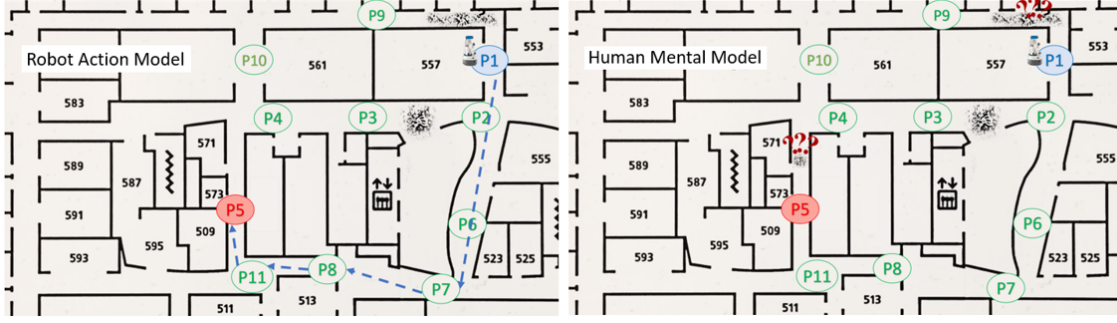 P9
Robot Action Model
P10
561
557
P1
553
583
P4
P3
P2
571
589
587
555
573
591
P5
P6
509
595
593
523
525
P11
P8
P7
511
513
P9
???
Human Mental Model
P10
561
557
P1
553
583
P4
P3
P2
571
???
589
587
555
573
591
P5
P6
509
595
593
523
525
P11
P8
P7
511
513